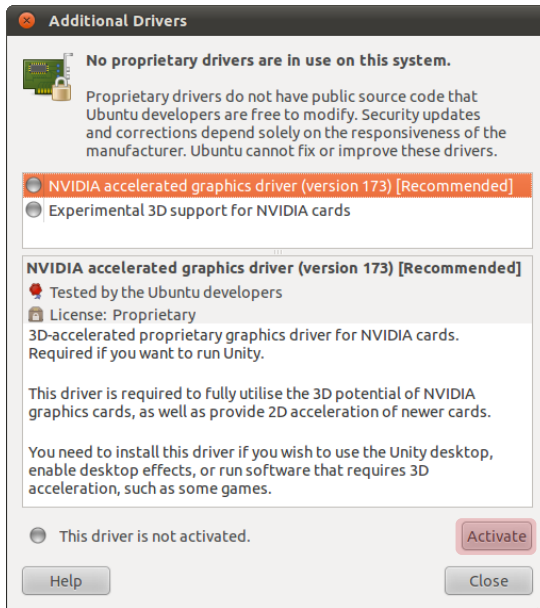 Additional Drivers
No proprietary drivers are in use on this system.
Proprietary drivers do not have public source code that
Ubuntu developers are free to modify. Security updates
and corrections depend solely on the responsiveness of the
manufacturer. Ubuntu cannot fix or improve these drivers.
NVIDIA accelerated graphics driver (version 173) [Recommended]
Experimental 3D support for NVIDIA cards
NVIDIA accelerated graphics driver (version 173) [Recommended]
Tested by the Ubuntu developers
License: Proprietary
3D-accelerated proprietary graphics driver for NVIDIA cards.
Required if you want to run Unity.
This driver is required to fully utilise the 3D potential of NVIDIA
graphics cards, as well as provide 2D acceleration of newer cards.
You need to install this driver if you wish to use the Unity desktop,
enable desktop effects, or run software that requires 3D
acceleration, such as some games.
This driver is not activated.
Activate
Help
Close